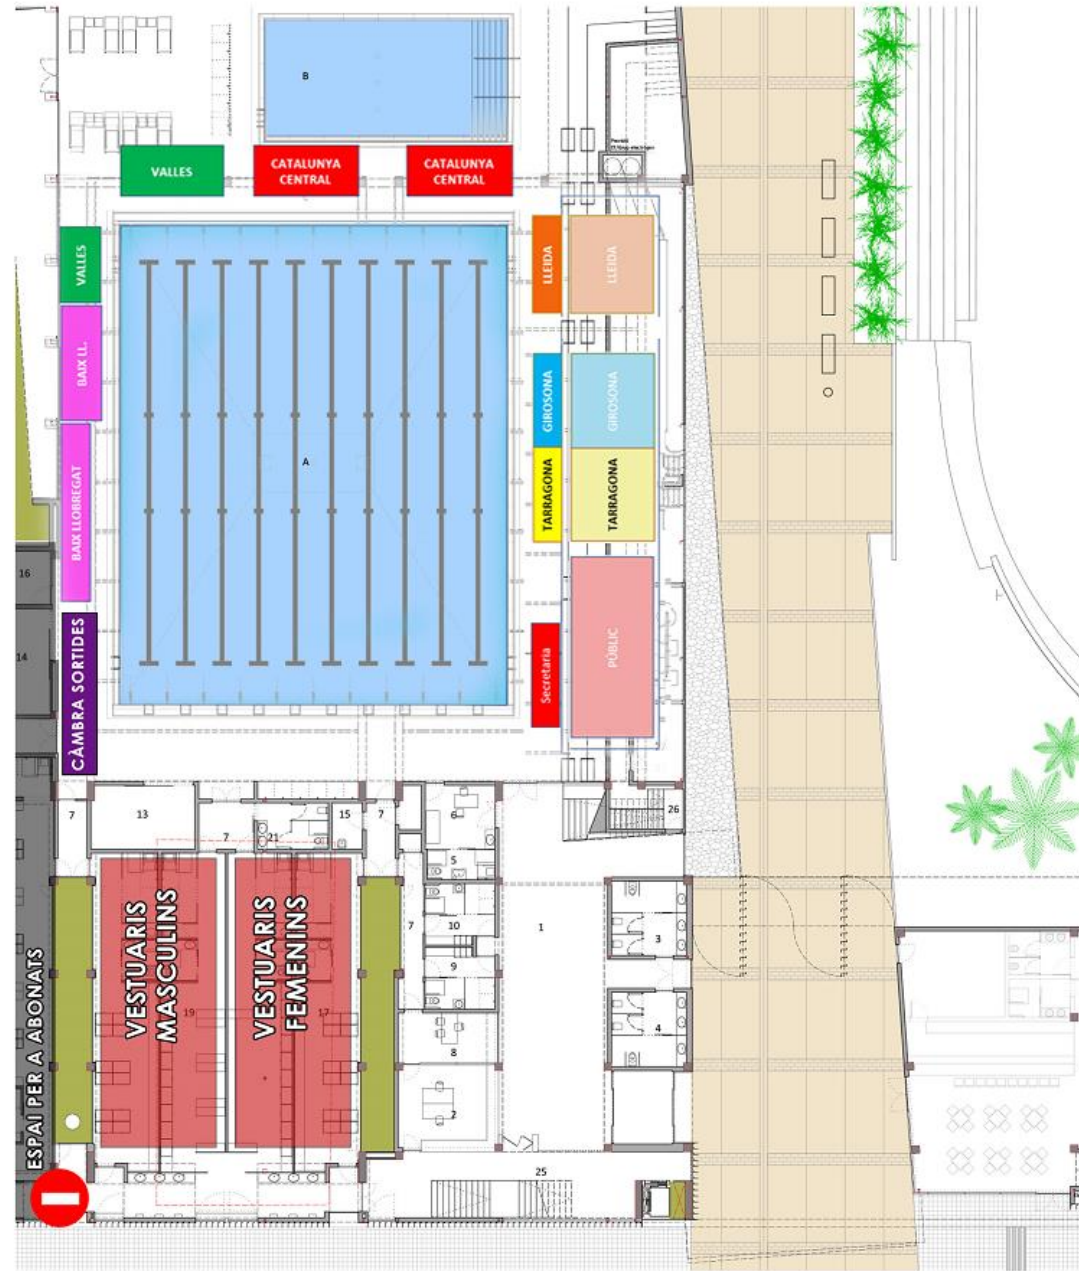 B
VALLES
CATALUNYA
CENTRAL
CATALUNYA
CENTRAL
VALLES
LLEIDA
LLEIDA
BAIX LL.
GIROSONA
GIROSONA
A
BAIX LLOBREGAT
TARRAGONA
TARRAGONA
16
14
CÀMBRA SORTIDES
Secretaria
PÚBLIC
7
13
7
21
15
7
6
26
5
7
10
1
3
9
4
8
2
VESTUARIS
MASCULINS
19
VESTUARIS
FEMENINS
17
ESPAI PER A ABONATS
25